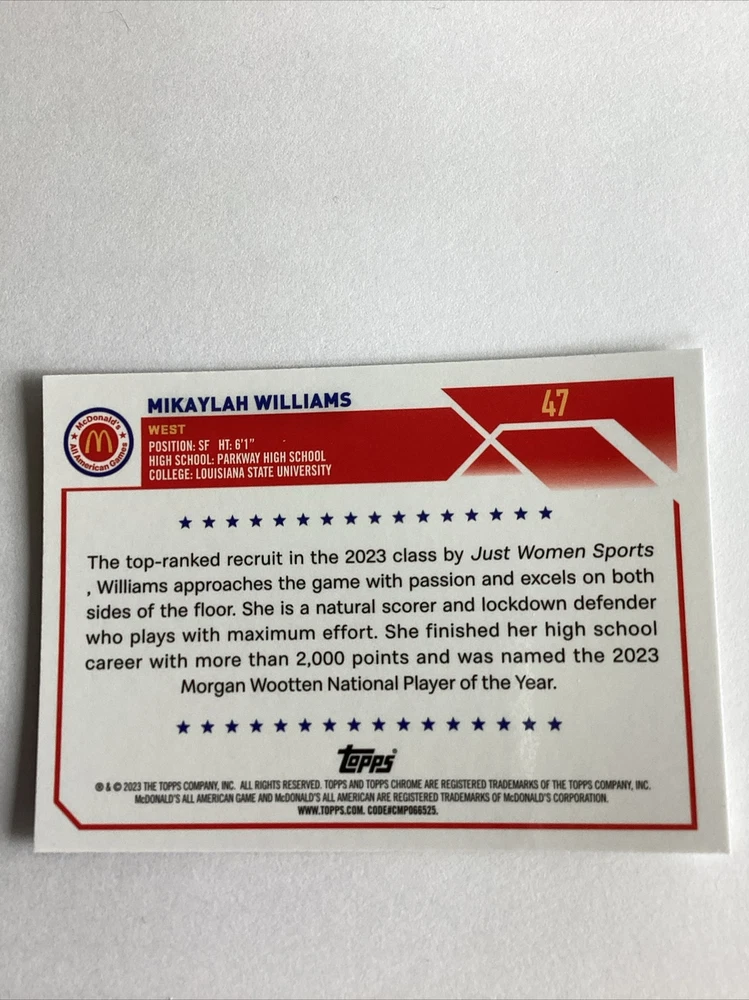 McDonald's
All American Games
MIKAYLAH WILLIAMS
47
WEST
POSITION: SF HT: 6'1"
HIGH SCHOOL: PARKWAY HIGH SCHOOL
COLLEGE: LOUISIANA STATE UNIVERSITY
The top-ranked recruit in the 2023 class by Just Women Sports
, Williams approaches the game with passion and excels on both
sides of the floor. She is a natural scorer and lockdown defender
who plays with maximum effort. She finished her high school
career with more than 2,000 points and was named the 2023
Morgan Wootten National Player of the Year.
Topps
® & © 2023 THE TOPPS COMPANY, INC. ALL RIGHTS RESERVED. TOPPS AND TOPPS CHROME ARE REGISTERED TRADEMARKS OF THE TOPPS COMPANY, INC.
McDONALD'S ALL AMERICAN GAME AND McDONALD'S ALL AMERICAN ARE REGISTERED TRADEMARKS OF McDONALD'S CORPORATION.
WWW.TOPPS.COM. CODE#CMP066525.